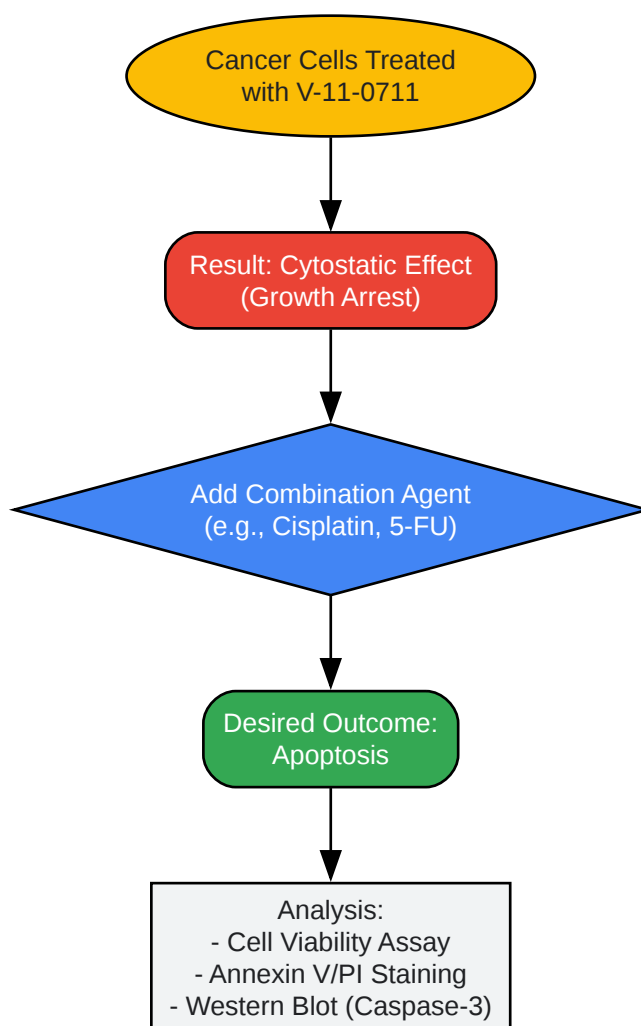 Cancer Cells Treated
with V-11-0711
Result: Cytostatic Effect
(Growth Arrest)
Add Combination Agent
(e.g., Cisplatin, 5-FU)
Desired Outcome:
Apoptosis
Analysis:
- Cell Viability Assay
- Annexin V/PI Staining
- Western Blot (Caspase-3)